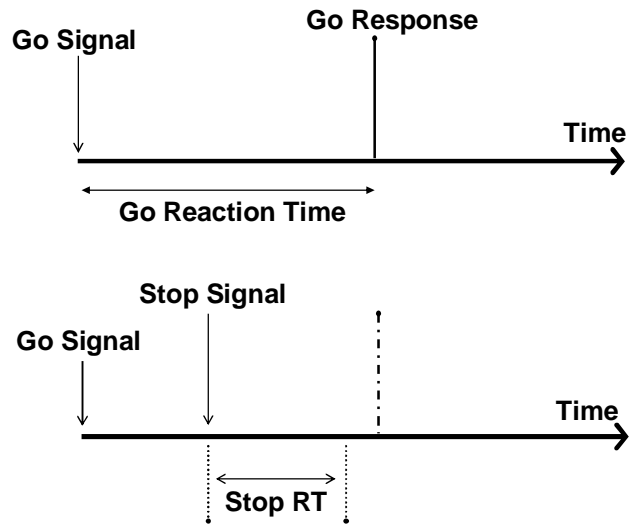 Go Response
Go Signal
Time
Go Reaction Time
Stop Signal
Go Signal
Time
Stop RT